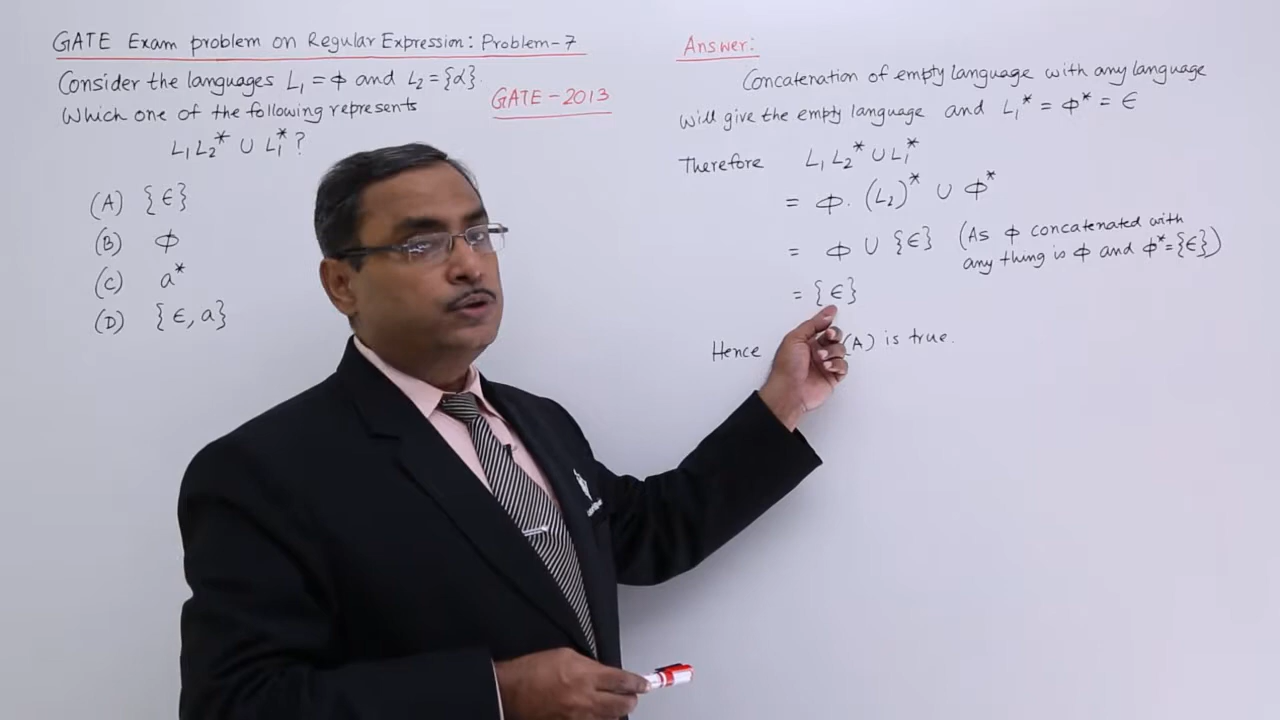 GATE Exam problem on Regular Expression: Problem-7
Consider the languages L₁ = ϕ and L₂ = {α}.
Which one of the following represents
L₁L₂* ∪ L₁*?
GATE - 2013
(A) {ϵ}
(B) ϕ
(C) a*
(D) {ϵ, a}
Answer:
Concatenation of empty language with any language
will give the empty language and L₁* = ϕ* = ϵ
Therefore L₁L₂* ∪ L₁*
= ϕ. (L₂)* ∪ ϕ*
= ϕ ∪ {ϵ} (As ϕ concatenated with
any thing is ϕ and ϕ*={ϵ})
= {ϵ}
Hence (A) is true.